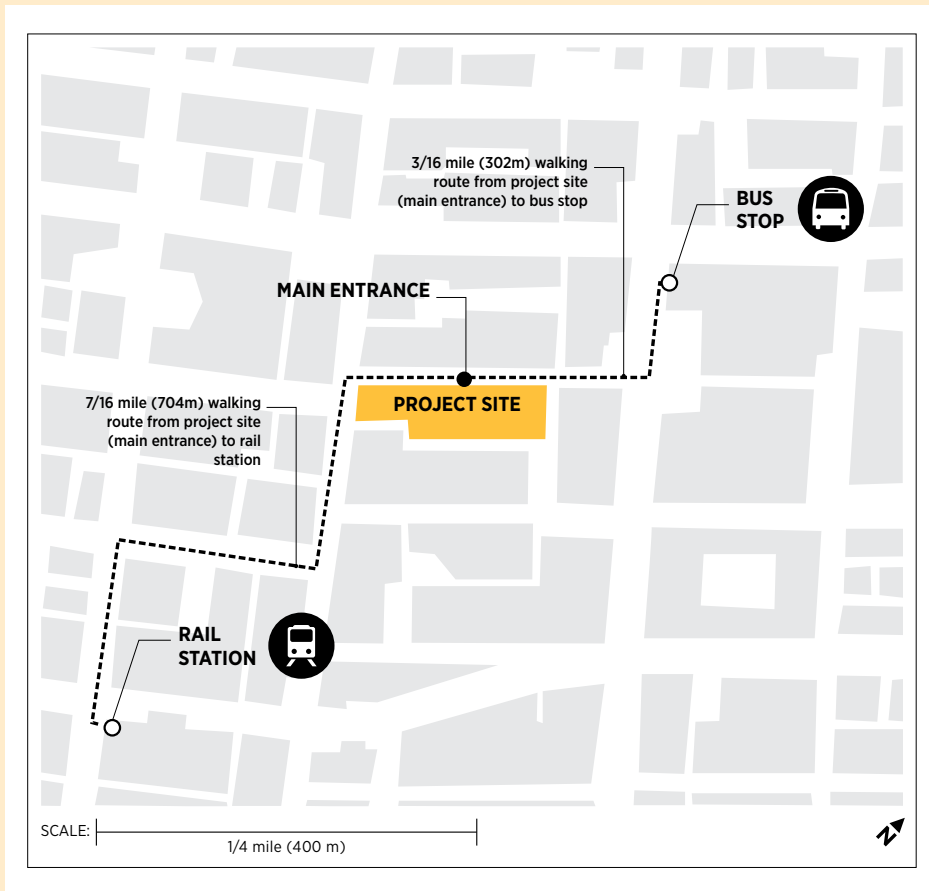 3/16 mile (302m) walking
route from project site
(main entrance) to bus stop
BUS
STOP
MAIN ENTRANCE
PROJECT SITE
7/16 mile (704m) walking
route from project site
(main entrance) to rail
station
RAIL
STATION
SCALE:
1/4 mile (400 m)
N